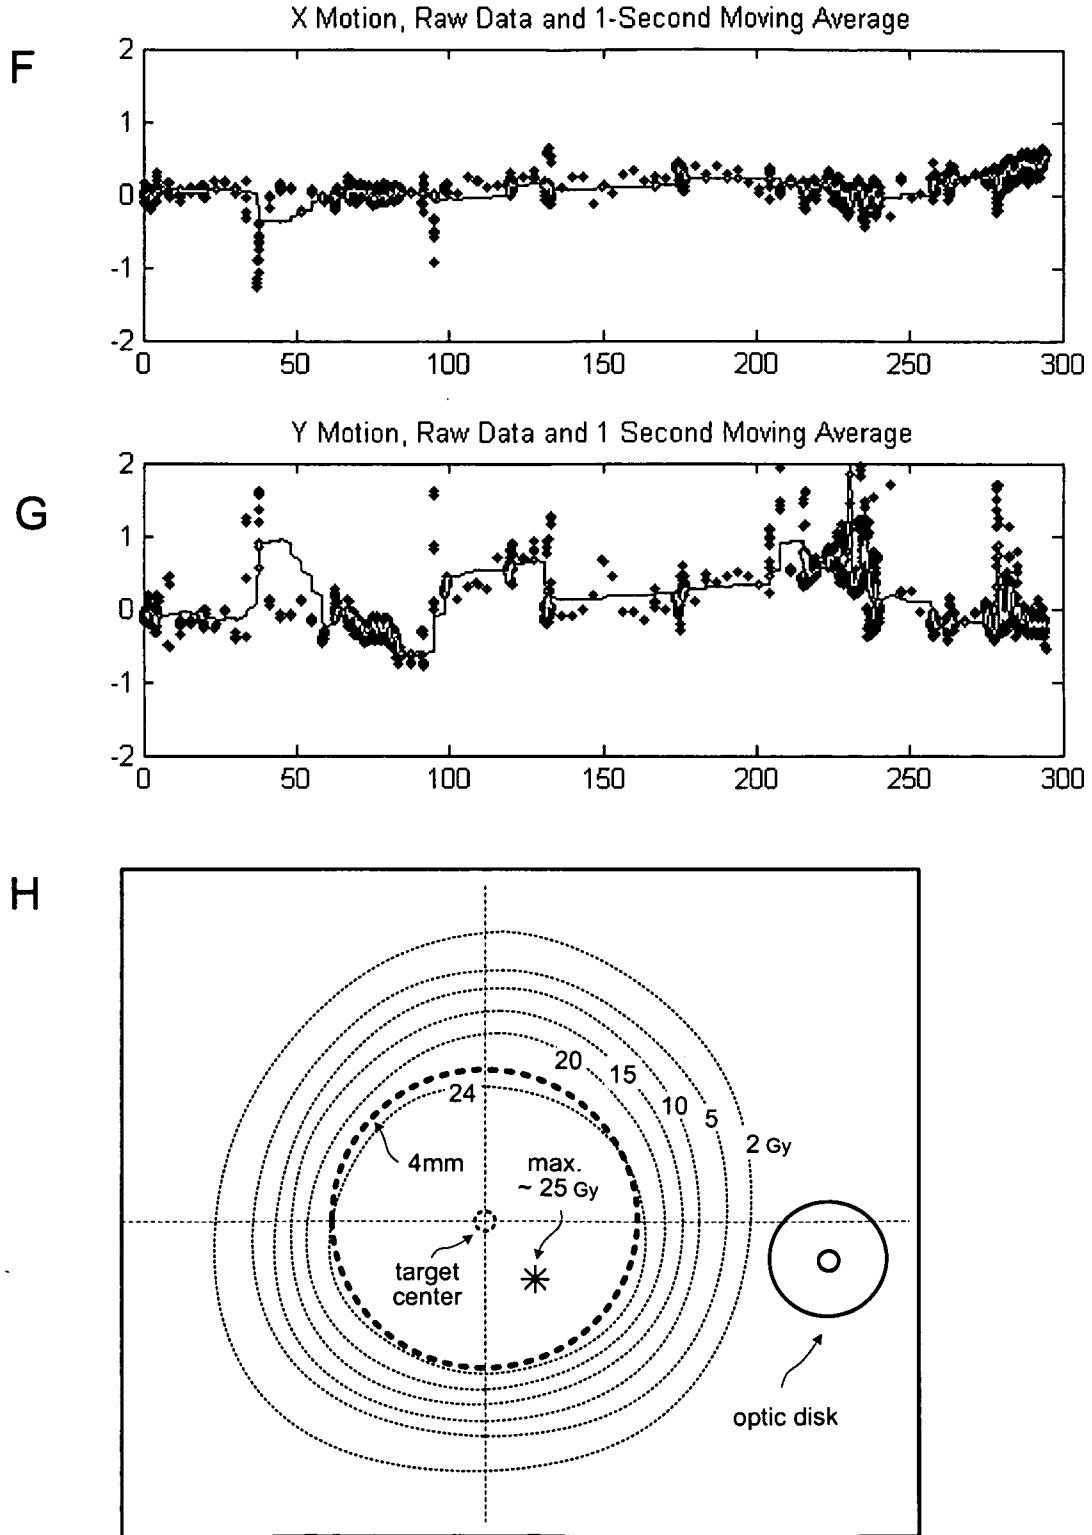 X Motion, Raw Data and 1-Second Moving Average
F
2
1
0
-1
-2
0 50 100 150 200 250 300
Y Motion, Raw Data and 1 Second Moving Average
G
2
1
0
-1
-2
0 50 100 150 200 250 300
H
20
15
24
10
5
2 Gy
4mm
max.
~ 25 Gy
target
center
optic disk